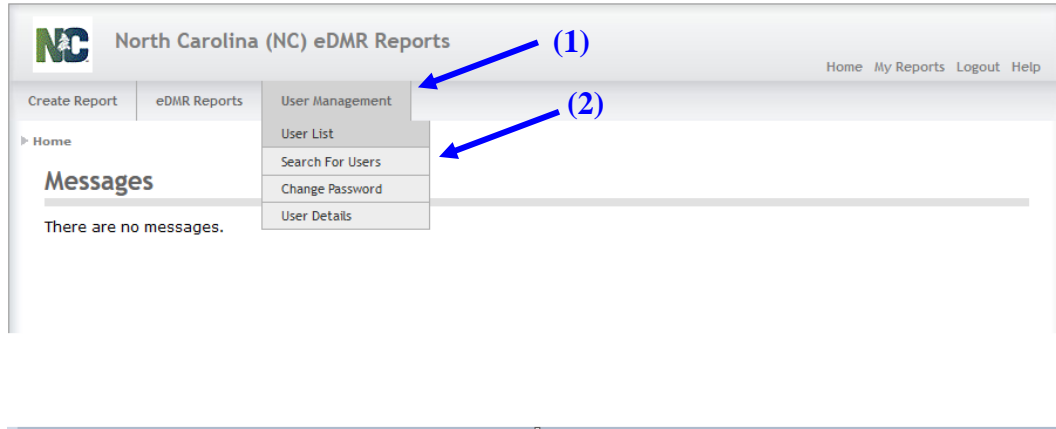 NC North Carolina (NC) eDMR Reports (1)
Home My Reports Logout Help
Create Report eDMR Reports User Management (2)
Home
User List
Search For Users
Messages
Change Password
User Details
There are no messages.